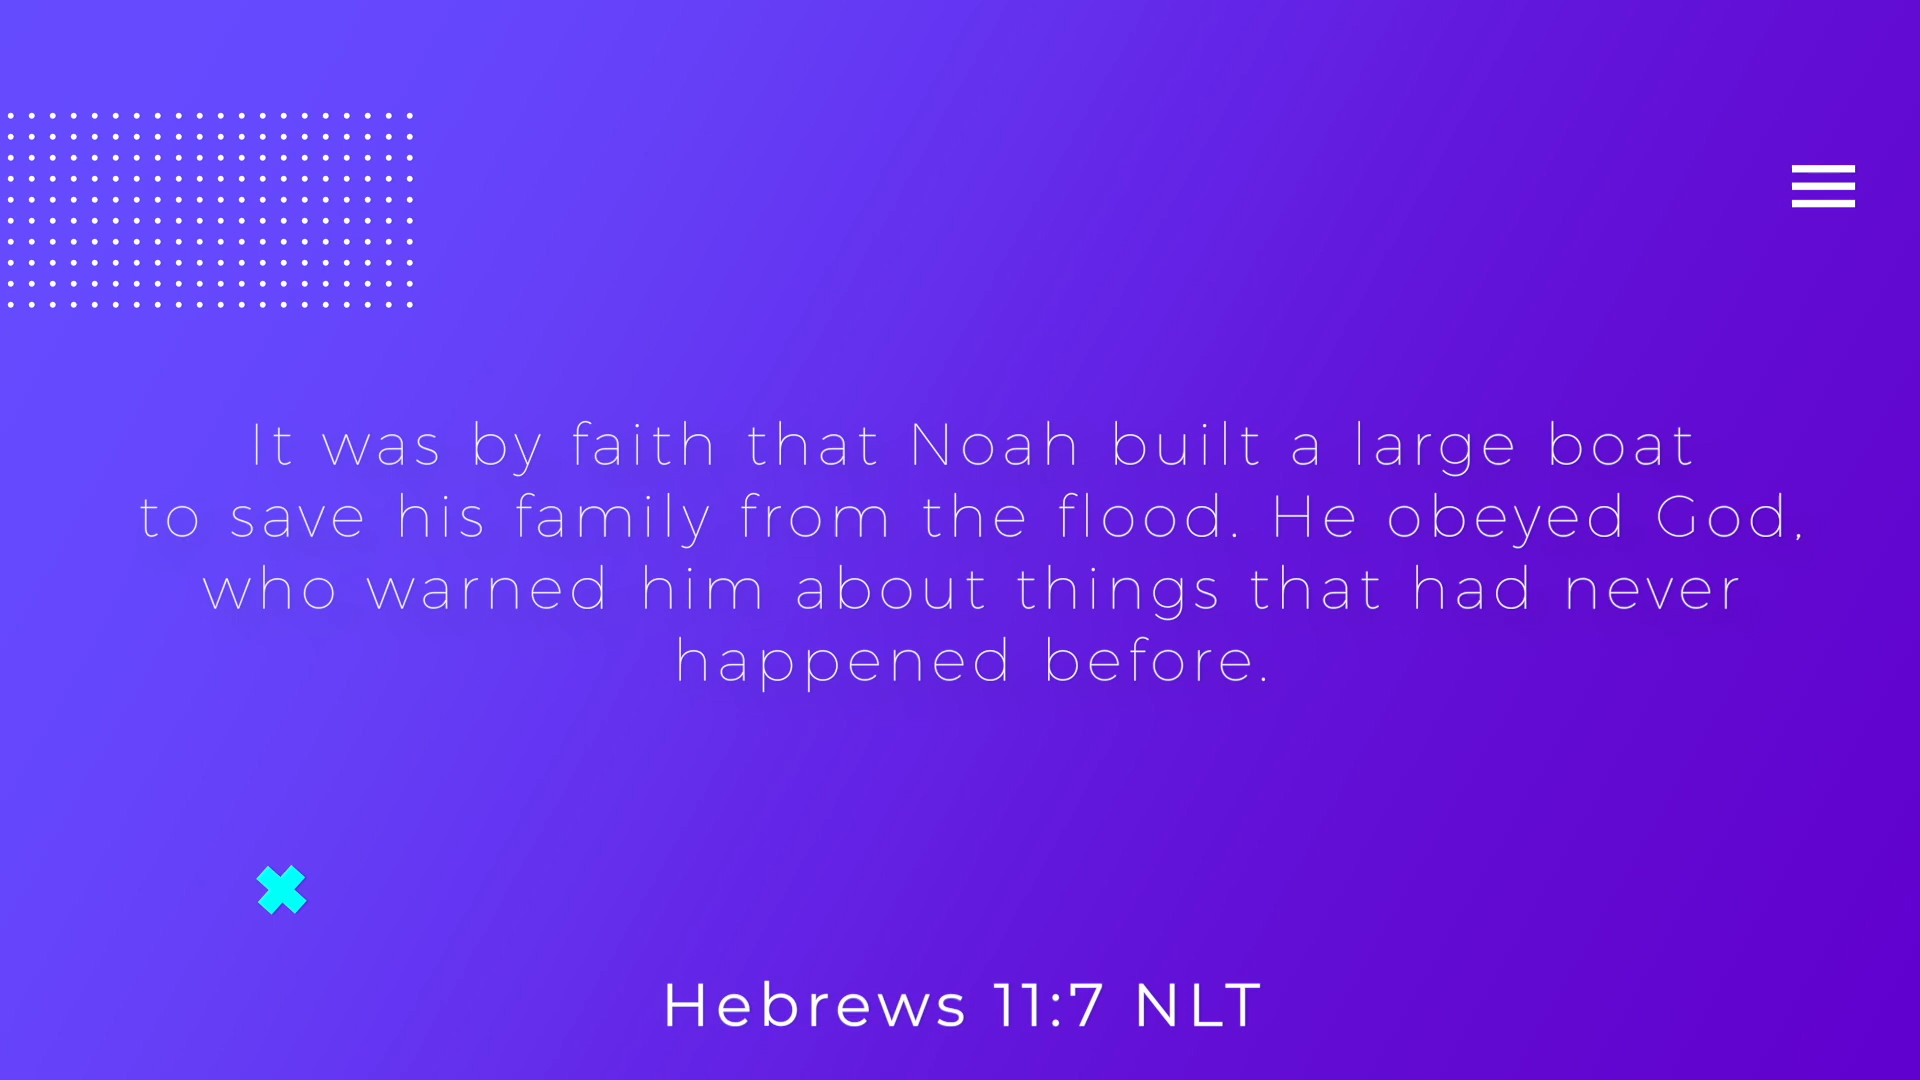 It was by faith that Noah built a large boat
to save his family from the flood. He obeyed God,
who warned him about things that had never
happened before.
Hebrews 11:7 NLT